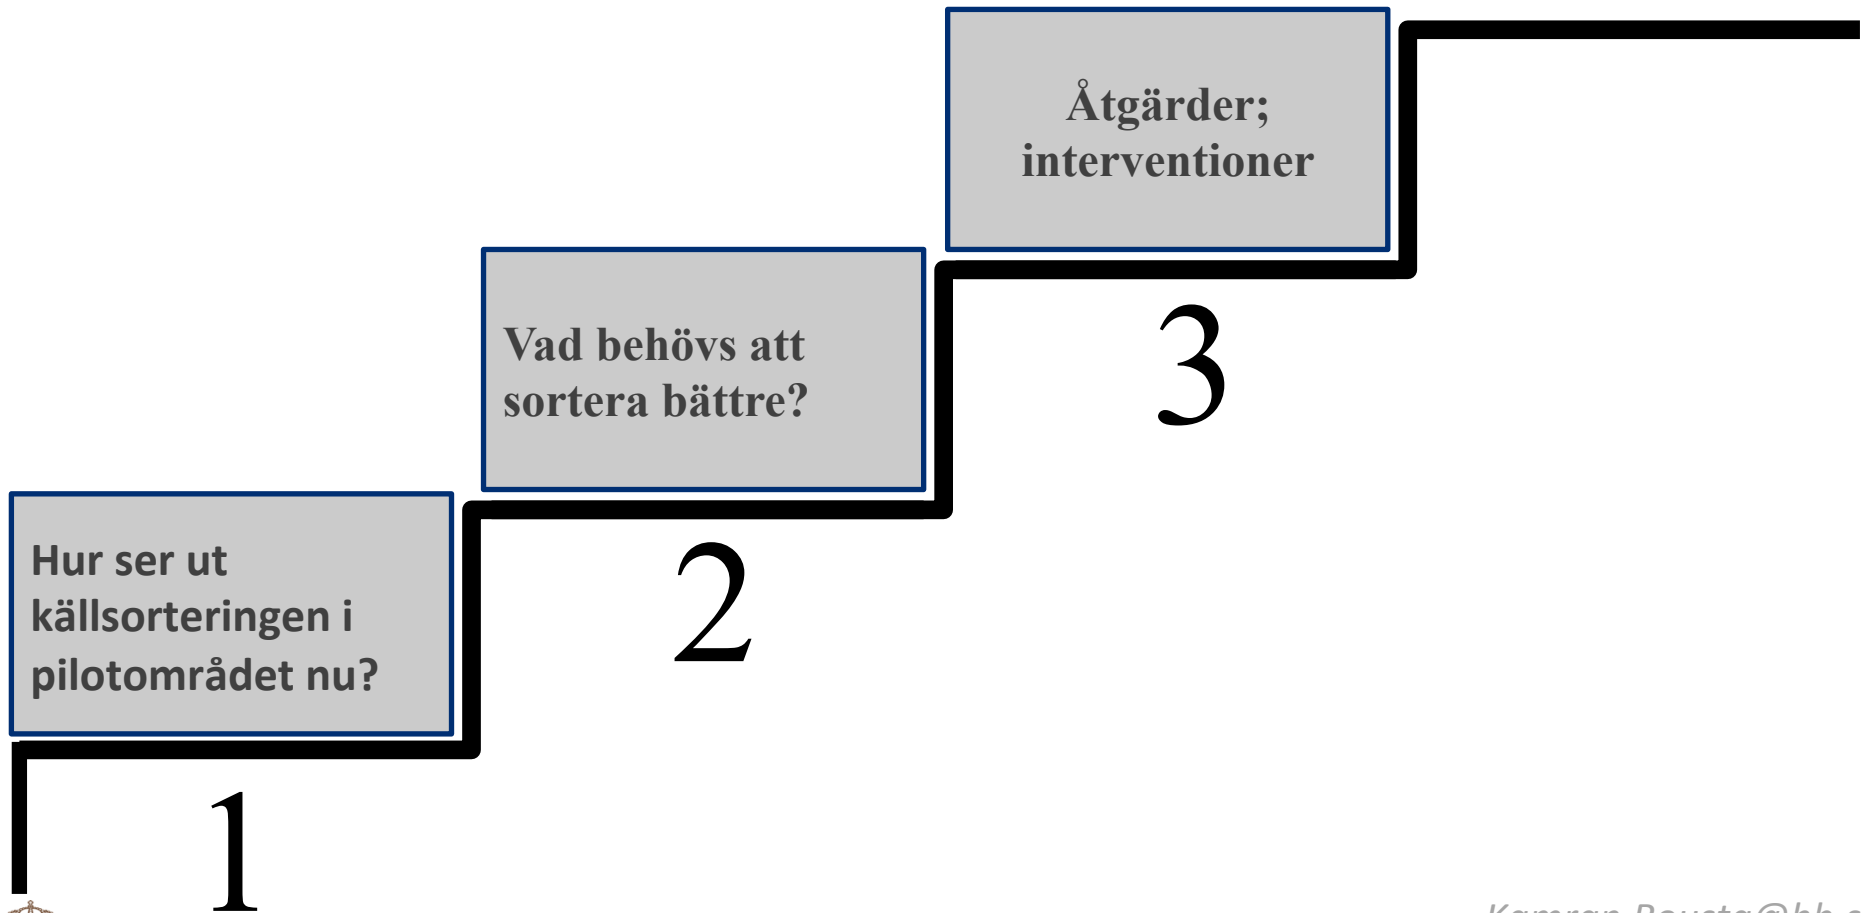 Åtgärder;
interventioner
Vad behövs att
sortera bättre?
3
Hur ser ut
källsorteringen i
pilotområdet nu?
2
1